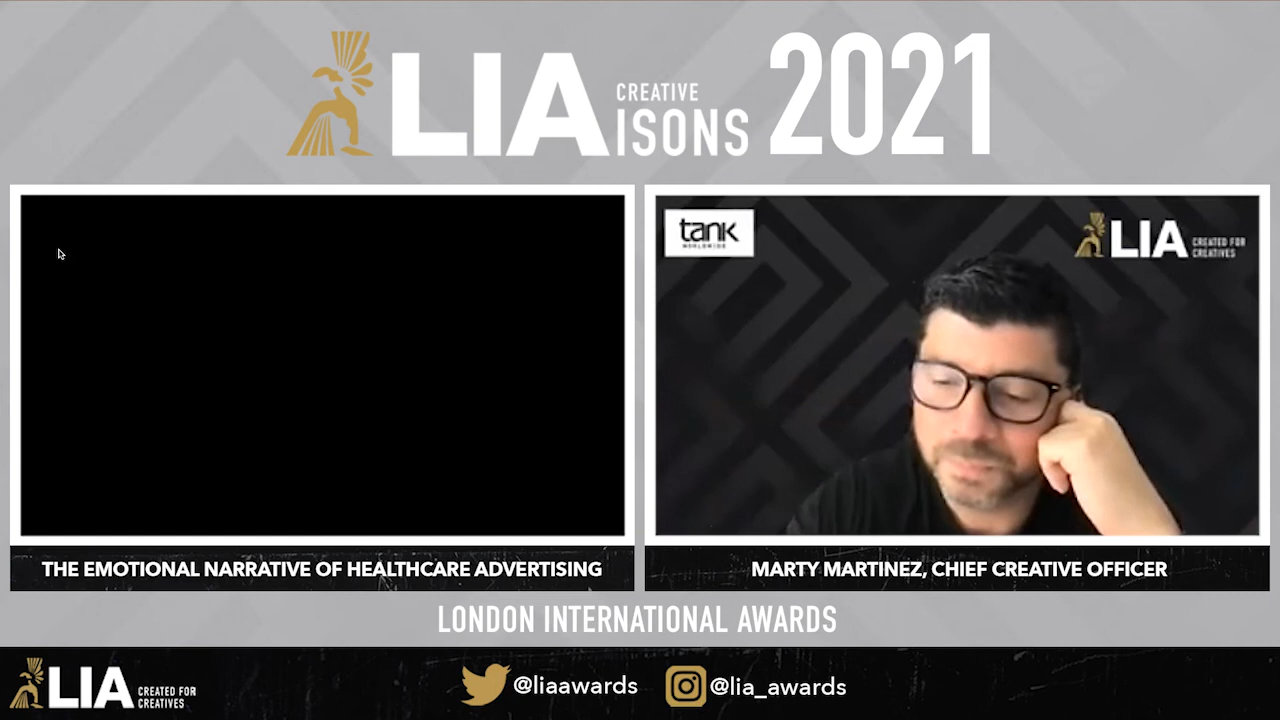 LIA CREATIVE ISONS 2021
tank
WORLDWIDE
LIA CREATED FOR CREATIVES
THE EMOTIONAL NARRATIVE OF HEALTHCARE ADVERTISING
MARTY MARTINEZ, CHIEF CREATIVE OFFICER
LONDON INTERNATIONAL AWARDS
LIA CREATED FOR CREATIVES
@liaawards
@lia_awards